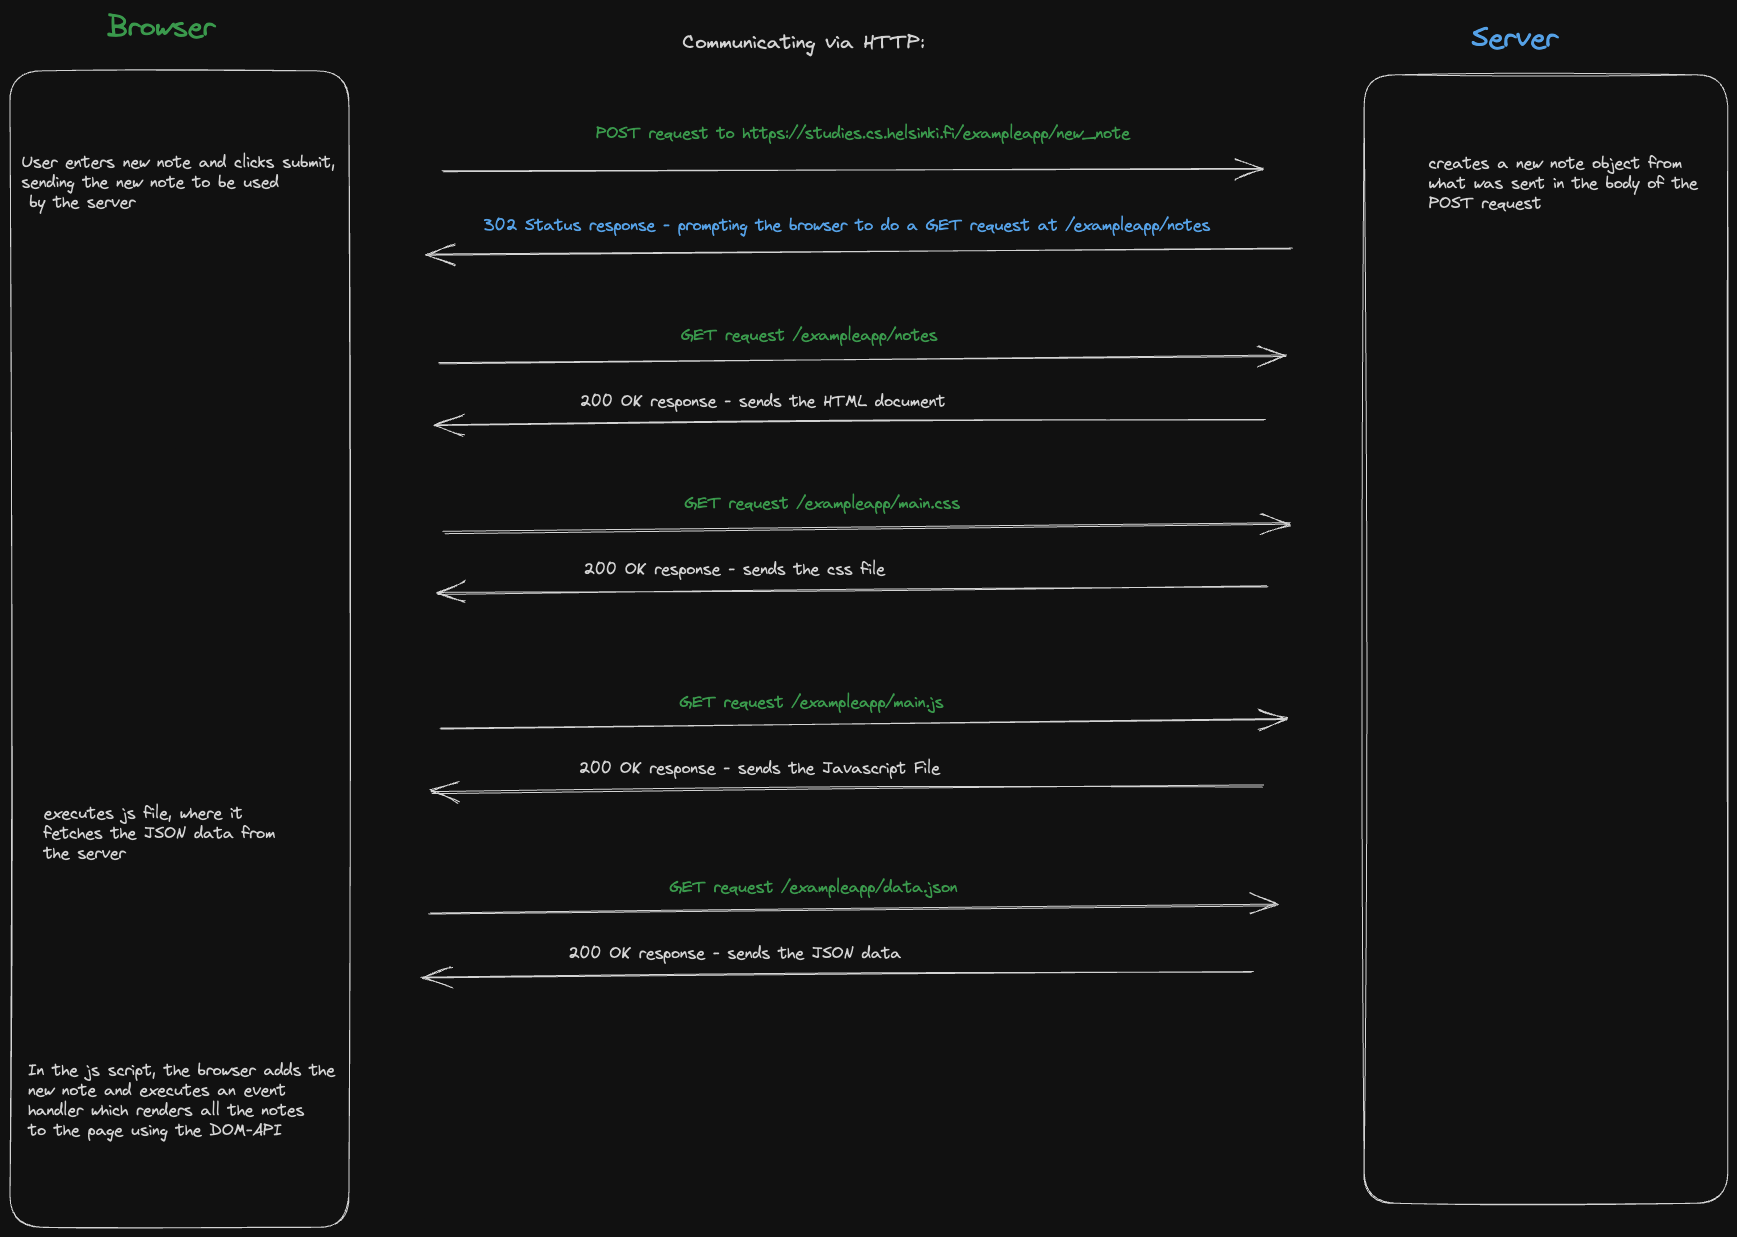 Browser
Communicating via HTTP:
Server
POST request to https://studies.cs.helsinki.fi/exampleapp/new_note
User enters new note and clicks submit,
sending the new note to be used
by the server
creates a new note object from
what was sent in the body of the
POST request
302 Status response - prompting the browser to do a GET request at /exampleapp/notes
GET request /exampleapp/notes
200 OK response - sends the HTML document
GET request /exampleapp/main.css
200 OK response - sends the css file
GET request /exampleapp/main.js
200 OK response - sends the Javascript File
executes js file, where it
fetches the JSON data from
the server
GET request /exampleapp/data.json
200 OK response - sends the JSON data
In the js script, the browser adds the
new note and executes an event
handler which renders all the notes
to the page using the DOM-API